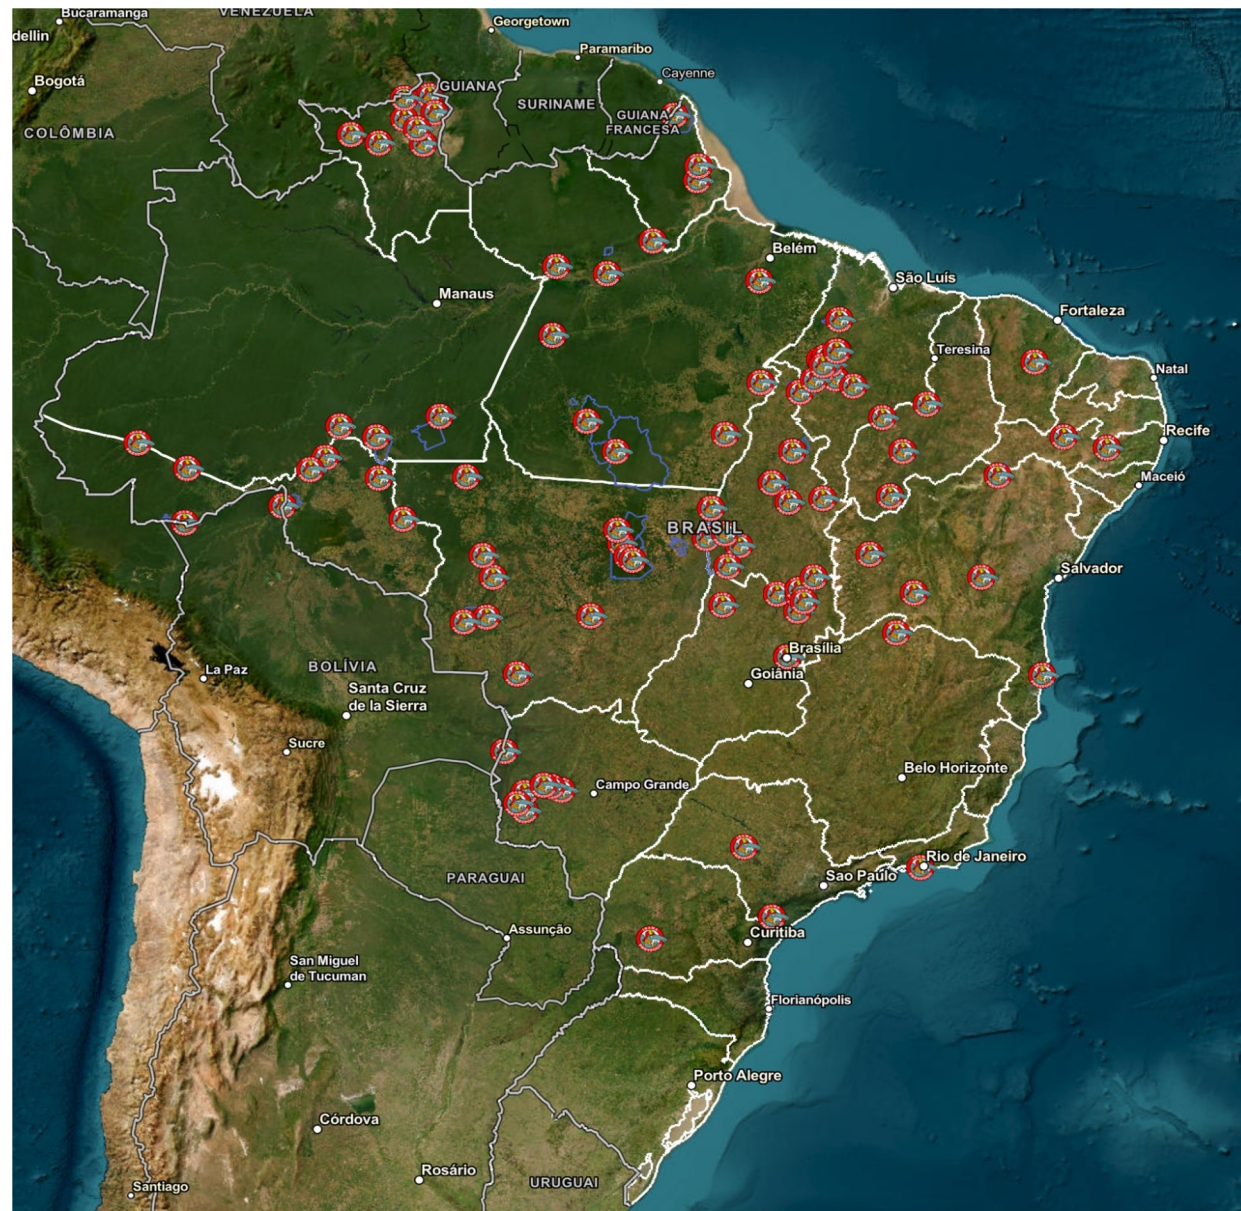 Bucaramanga
VENEZUELA
Georgetown
dellin
Paramaribo
Bogotá
Cayenne
GUIANA
SURINAME
COLÔMBIA
GUIANA
FRANCESA
Belém
São Luís
Manaus
Fortaleza
Teresina
Natal
Recife
Maceió
BRASIL
Salvador
Brasília
La Paz
BOLÍVIA
Goiânia
Santa Cruz
de la Sierra
Sucre
Belo Horizonte
Campo Grande
Rio de Janeiro
Sao Paulo
PARAGUAI
Assunção
Curitiba
San Miguel
de Tucuman
Florianópolis
Porto Alegre
Córdova
Rosário
URUGUAI
Santiago